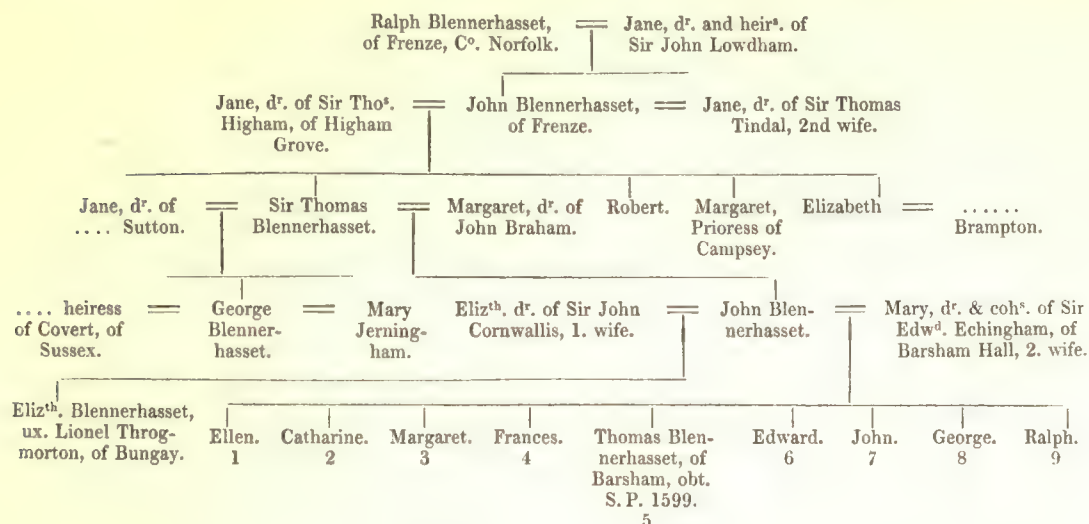 Ralph Blennerhasset,
of Frenze, Cº. Norfolk.
Jane, dʳ. and heirˢ. of
Sir John Lowdham.
Jane, dʳ. of Sir Thoˢ.
Higham, of Higham
Grove.
John Blennerhasset,
of Frenze.
Jane, dʳ. of Sir Thomas
Tindal, 2nd wife.
Jane, dʳ. of
.... Sutton.
Sir Thomas
Blennerhasset.
Margaret, dʳ. of
John Braham.
Robert.
Margaret,
Prioress of
Campsey.
Elizabeth
......
Brampton.
.... heiress
of Covert, of
Sussex.
George
Blenner-
hasset.
Mary
Jerning-
ham.
Elizᵗʰ. dʳ. of Sir John
Cornwallis, 1. wife.
John Blen-
nerhasset.
Mary, dʳ. & cohˢ. of Sir
Edwᵈ. Echingham, of
Barsham Hall, 2. wife.
Elizᵗʰ. Blennerhasset,
ux. Lionel Throg-
morton, of Bungay.
Ellen.
1
Catharine.
2
Margaret.
3
Frances.
4
Thomas Blen-
nerhasset, of
Barsham, obt.
S. P. 1599.
5
Edward.
6
John.
7
George.
8
Ralph.
9